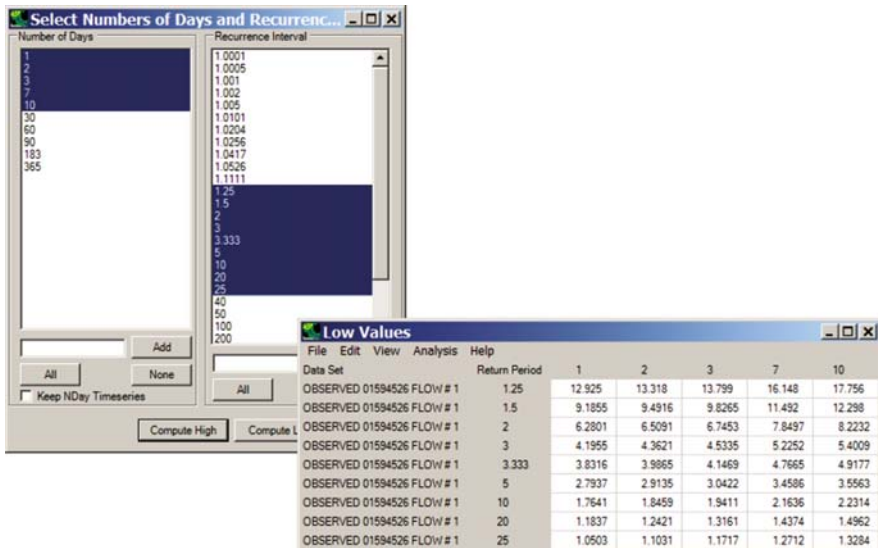 Select Numbers of Days and Recurrenc...
Number of Days
1
2
3
7
10
30
60
90
183
365
Add
All
None
Keep NDay Timeseries
Recurrence Interval
1.0001
1.0005
1.001
1.002
1.005
1.0101
1.0204
1.0256
1.0417
1.0526
1.1111
1.25
1.5
2
3
3.333
5
10
20
25
40
50
100
200
All
Compute High
Compute L
Low Values
File Edit View Analysis Help
Data Set Return Period 1 2 3 7 10
OBSERVED 01594526 FLOW # 1 1.25 12.925 13.318 13.799 16.148 17.756
OBSERVED 01594526 FLOW # 1 1.5 9.1855 9.4916 9.8265 11.492 12.298
OBSERVED 01594526 FLOW # 1 2 6.2801 6.5091 6.7453 7.8497 8.2232
OBSERVED 01594526 FLOW # 1 3 4.1955 4.3621 4.5335 5.2252 5.4009
OBSERVED 01594526 FLOW # 1 3.333 3.8316 3.9865 4.1469 4.7665 4.9177
OBSERVED 01594526 FLOW # 1 5 2.7937 2.9135 3.0422 3.4586 3.5563
OBSERVED 01594526 FLOW # 1 10 1.7641 1.8459 1.9411 2.1636 2.2314
OBSERVED 01594526 FLOW # 1 20 1.1837 1.2421 1.3161 1.4374 1.4962
OBSERVED 01594526 FLOW # 1 25 1.0503 1.1031 1.1717 1.2712 1.3284